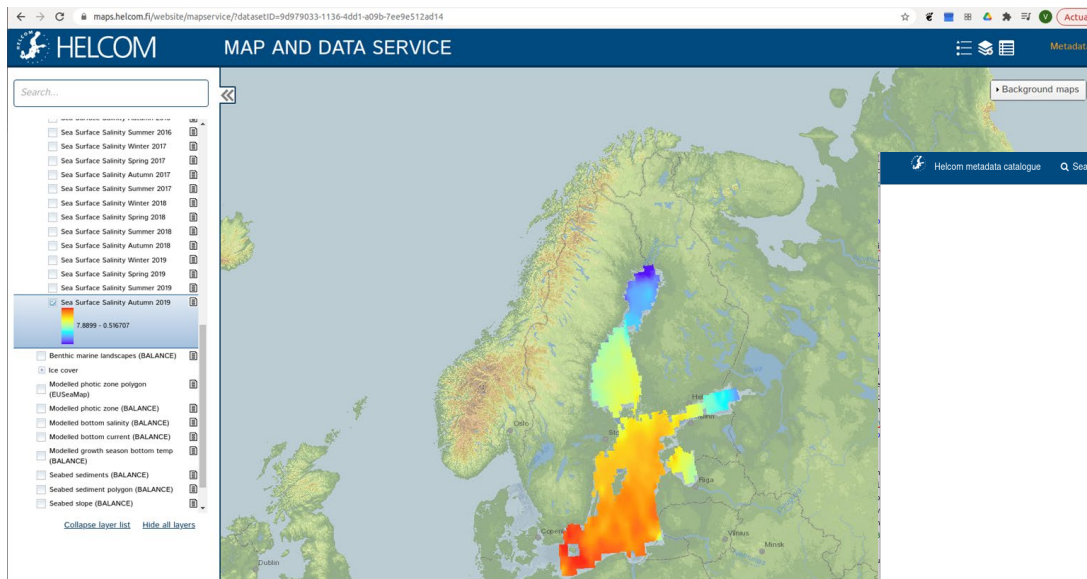 maps.helcom.fi/website/mapservice/?datasetID=9d979033-1136-4dd1-a09b-7ee9e512ad14
V
Actua
HELCOM
MAP AND DATA SERVICE
Metadata
Search...
Background maps
Sea Surface Salinity Summer 2016
Sea Surface Salinity Winter 2017
Sea Surface Salinity Spring 2017
Sea Surface Salinity Autumn 2017
Sea Surface Salinity Summer 2017
Sea Surface Salinity Winter 2018
Sea Surface Salinity Spring 2018
Sea Surface Salinity Summer 2018
Sea Surface Salinity Autumn 2018
Sea Surface Salinity Winter 2019
Sea Surface Salinity Spring 2019
Sea Surface Salinity Summer 2019
Sea Surface Salinity Autumn 2019
7.8899 - 0.516707
Benthic marine landscapes (BALANCE)
Ice cover
Modelled photic zone polygon
(EUSeaMap)
Modelled photic zone (BALANCE)
Modelled bottom salinity (BALANCE)
Modelled bottom current (BALANCE)
Modelled growth season bottom temp
(BALANCE)
Seabed sediments (BALANCE)
Seabed sediment polygon (BALANCE)
Seabed slope (BALANCE)
Collapse layer list Hide all layers
Helcom metadata catalogue Sea
Hel
Oslo
Riga
Copen
Vilnius
Minsk
Dublin